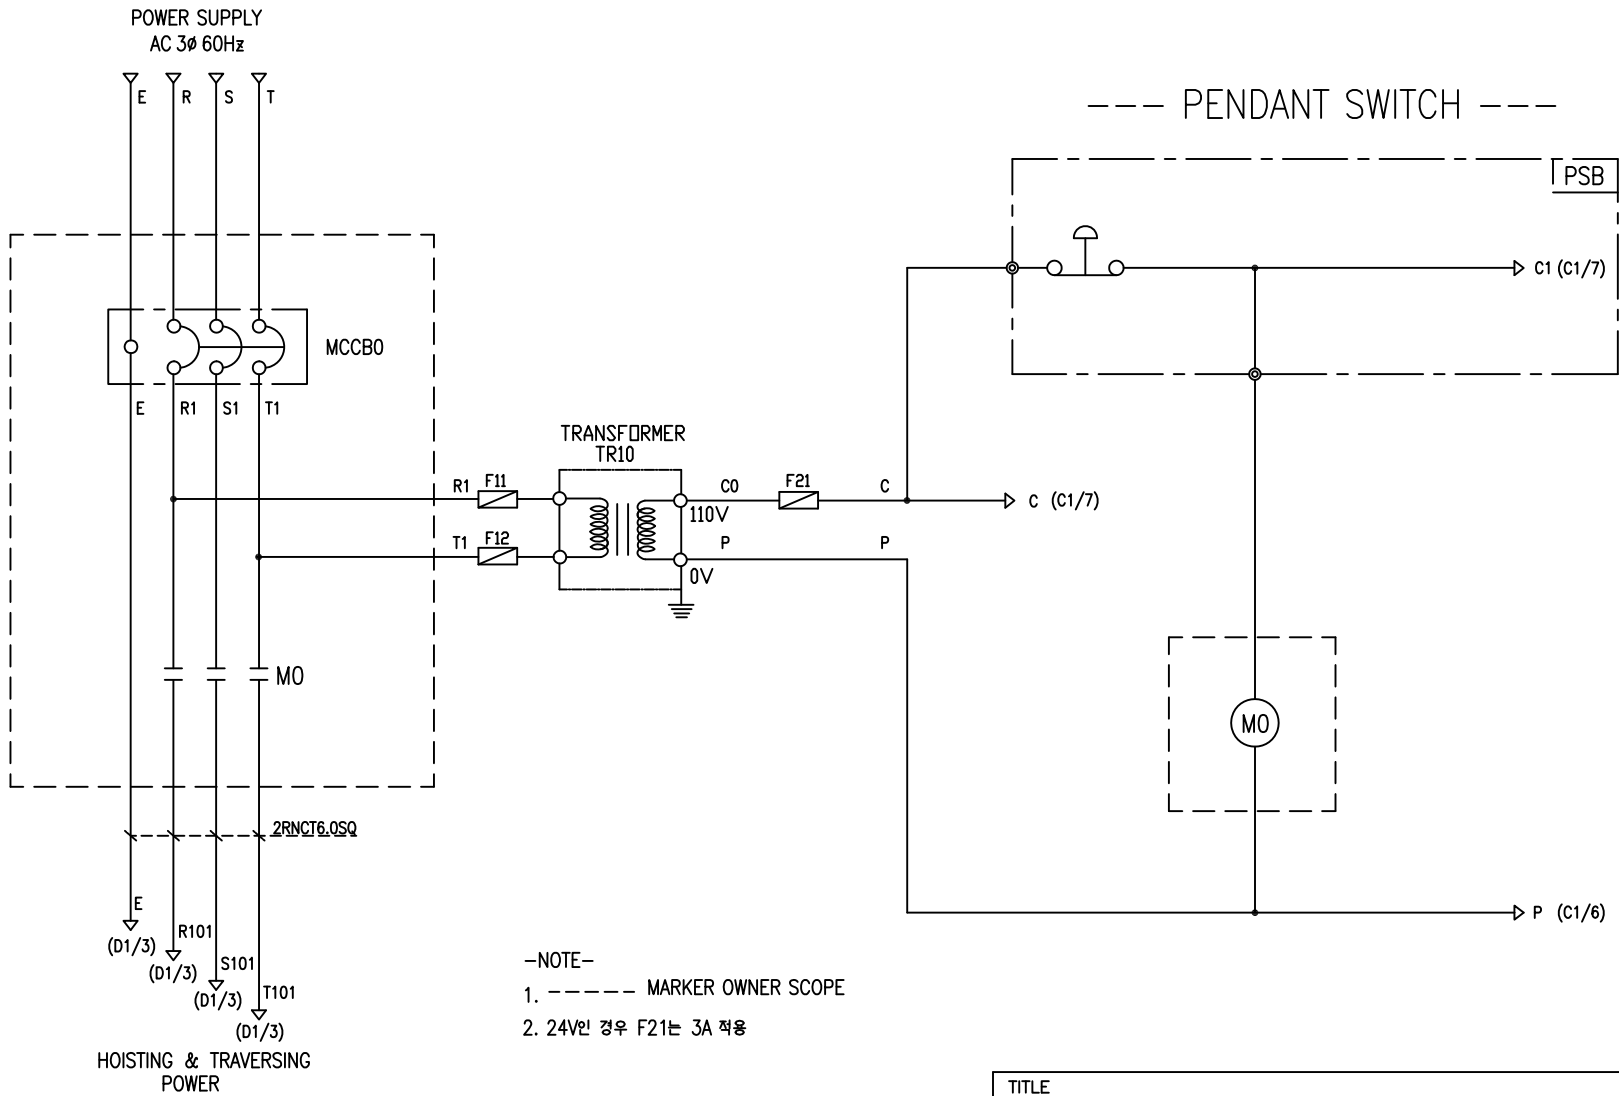 POWER SUPPLY
AC 3ø 60Hz
E R S T
--- PENDANT SWITCH ---
PSB
C1 (C1/7)
MCCB0
E R1 S1 T1
TRANSFORMER
TR10
R1 F11
C0 F21 C
C (C1/7)
110V
T1 F12
P P
0V
M0
M0
2RNCT6.0SQ
E
(D1/3)
R101
(D1/3)
S101
(D1/3)
T101
(D1/3)
P (C1/6)
HOISTING & TRAVERSING
POWER
-NOTE-
1. ----- MARKER OWNER SCOPE
2. 24V인 경우 F21는 3A 적용
TITLE